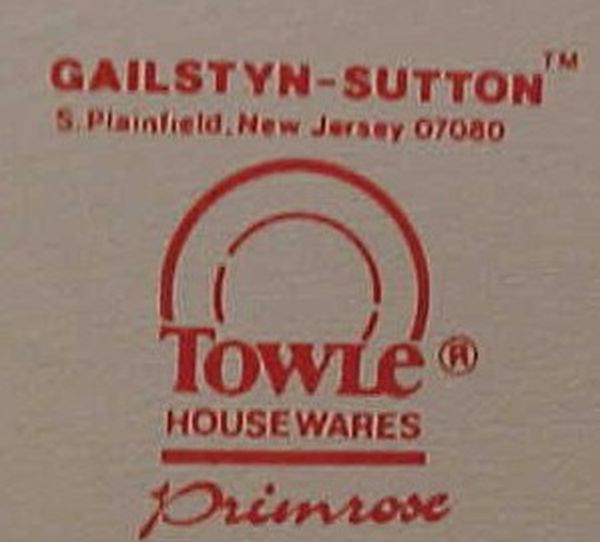 GAILSTYN-SUTTON™
S. Plainfield, New Jersey 07080
Towle®
HOUSEWARES
Primrose